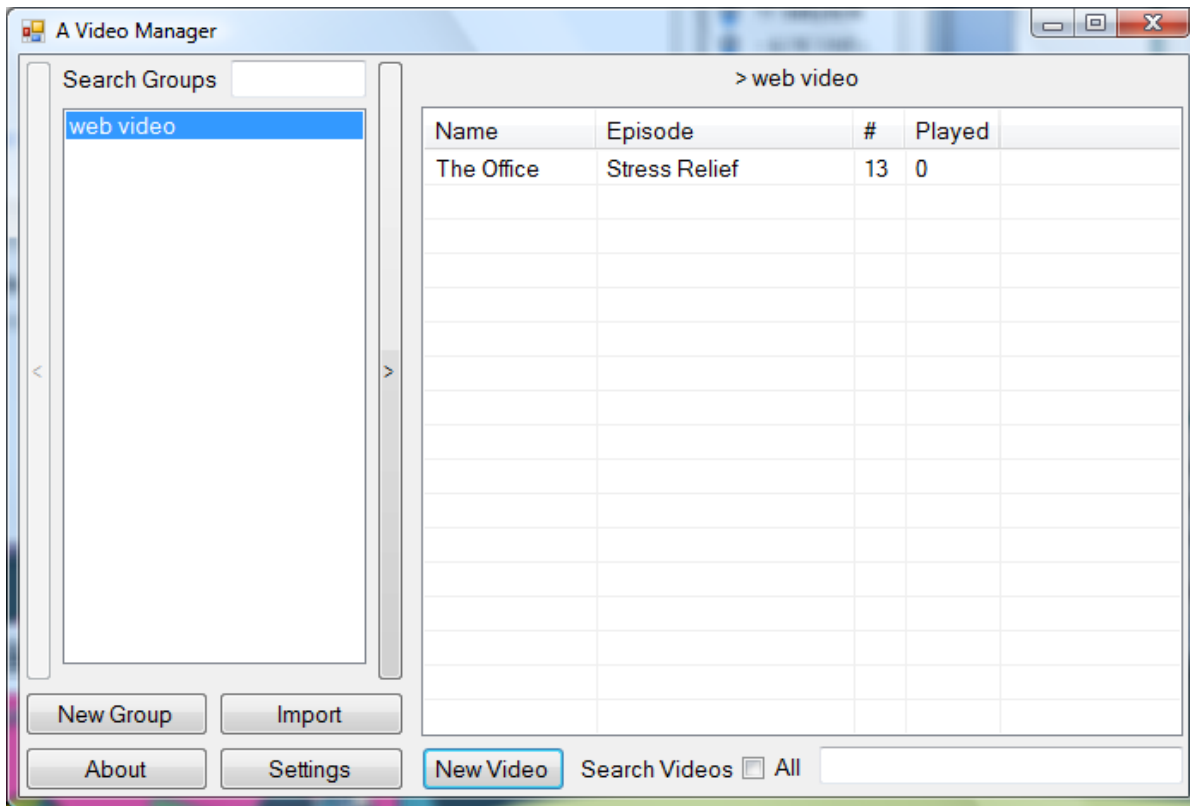 A Video Manager
Search Groups
> web video
web video
Name Episode # Played
The Office Stress Relief 13 0
<
>
New Group Import
About Settings
New Video Search Videos All